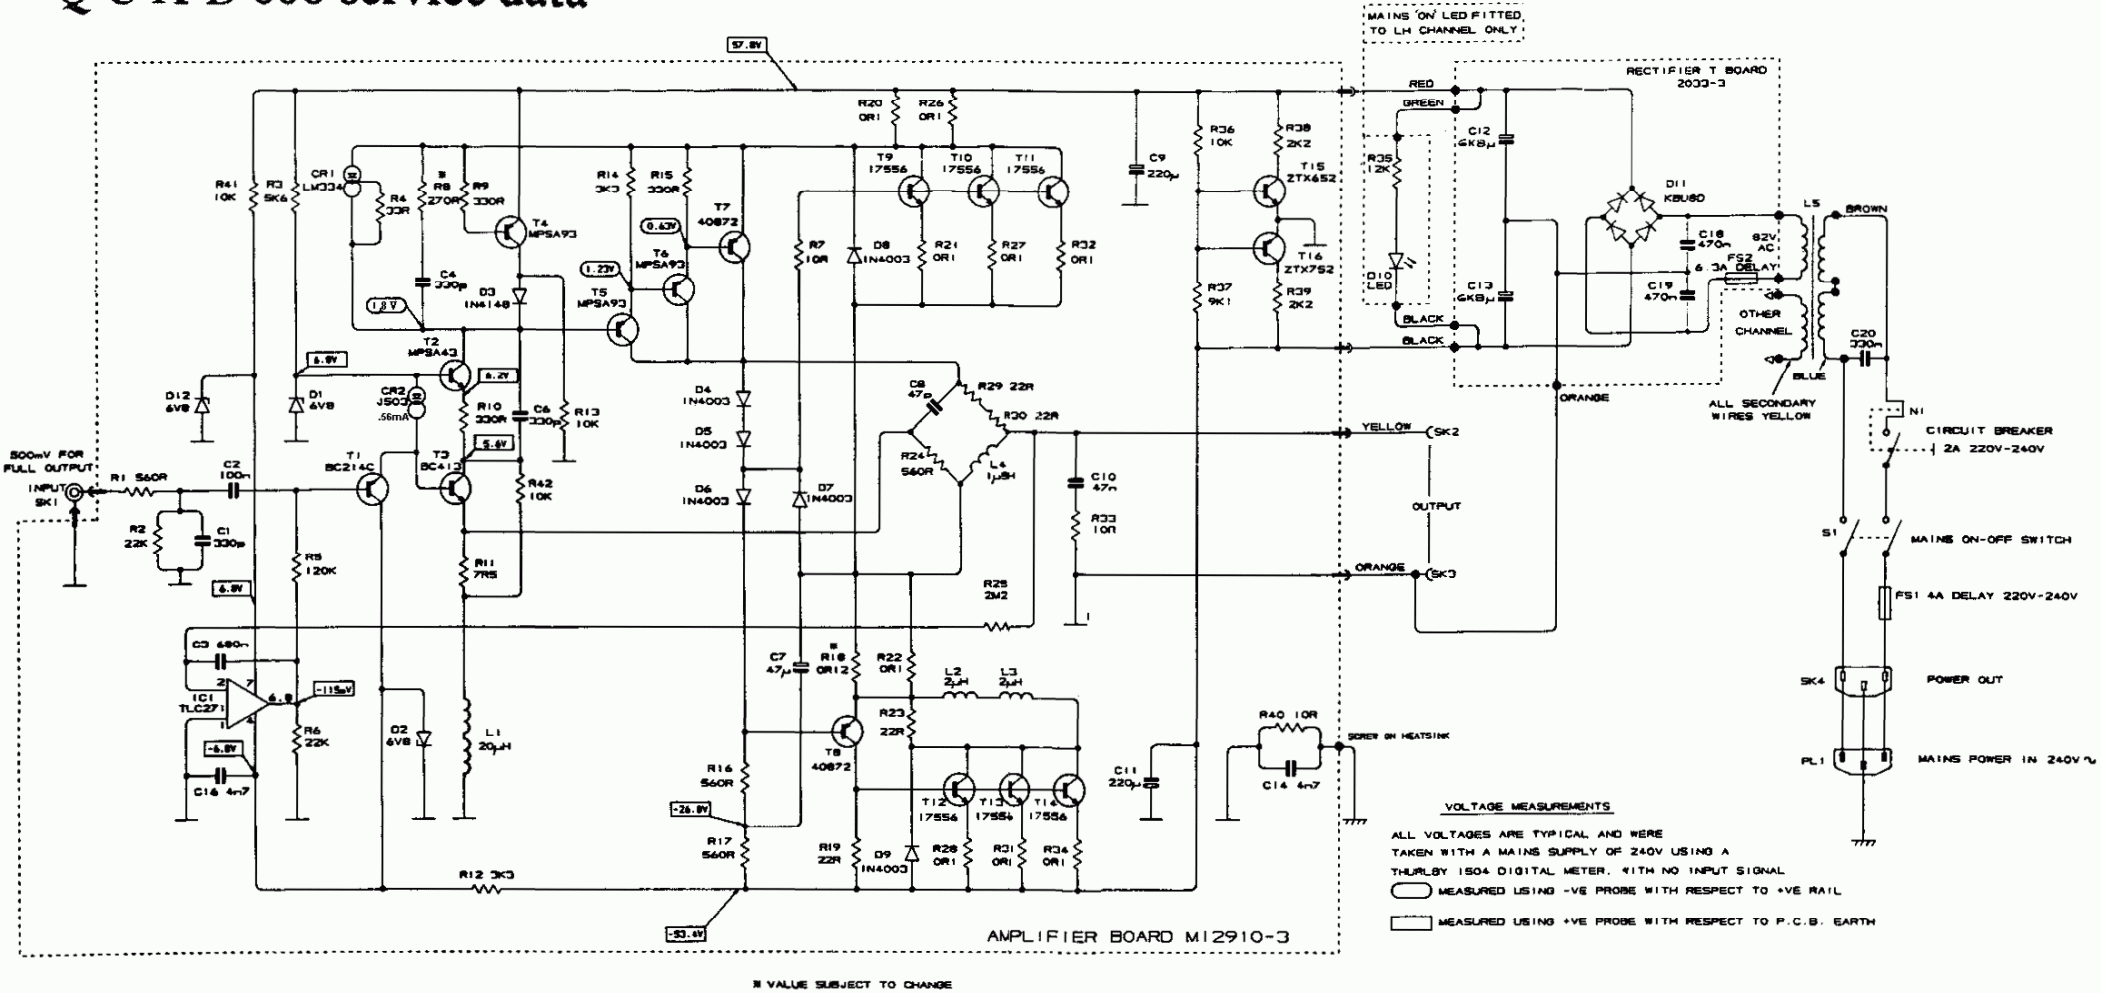 service data
MAINS 'ON' LED FITTED
TO LH CHANNEL ONLY
57.8V
RECTIFIER T BOARD
2033-3
RED
GREEN
R20
0R1
R26
0R1
R36
10K
R38
2K2
C12
6K8µ
R35
12K
C9
220µ
T9
17556
T10
17556
T11
17556
T15
ZTX652
D11
KBU8D
L5
BROWN
R41
10K
R3
5K6
CR1
LM334
R4
33R
R8
270R
R9
330R
T4
MPSA93
R14
3K3
R15
330R
T7
40872
0.63V
T6
MPSA93
1.23V
T5
MPSA93
R7
10R
D8
1N4003
R21
0R1
R27
0R1
R32
0R1
T16
ZTX752
R37
9K1
R39
2K2
D10
LED
C13
6K8µ
C18
470n
82V
AC
FS2
6.3A DELAY
C19
470n
OTHER
CHANNEL
C4
330p
D3
1N4148
1.8V
BLACK
BLACK
C20
330n
BLUE
ALL SECONDARY
WIRES YELLOW
ORANGE
T2
MPSA43
6.8V
6.2V
CR2
J503
.56mA
D12
6V8
D1
6V8
R10
330R
C6
330p
R13
10K
5.6V
D4
1N4003
D5
1N4003
D6
1N4003
D7
1N4003
C8
47p
R29 22R
R30 22R
R24
560R
L4
1µ5H
YELLOW
SK2
OUTPUT
ORANGE
SK3
N1
CIRCUIT BREAKER
2A 220V-240V
500mV FOR
FULL OUTPUT
INPUT
SK1
R1 560R
C2
100n
T1
BC214C
T3
BC413
R42
10K
C10
47n
R33
10R
R2
22K
C1
330p
R5
120K
R11
7R5
S1
MAINS ON-OFF SWITCH
6.8V
R25
2M2
FS1 4A DELAY 220V-240V
C3 680n
IC1
TLC271
2
7
6.8
1
4
-115mV
-6.8V
C16 4n7
R6
22K
D2
6V8
L1
20µH
C7
47µ
R18
0R12
R22
0R1
L2
2µH
L3
2µH
R23
22R
T8
40872
R40 10R
C14 4n7
SCREW ON HEATSINK
SK4
POWER OUT
PL1
MAINS POWER IN 240V~
R16
560R
-26.8V
R17
560R
R19
22R
D9
1N4003
T12
17556
T13
17556
T14
17556
R28
0R1
R31
0R1
R34
0R1
C11
220µ
R12 3K3
-53.4V
AMPLIFIER BOARD M12910-3
VOLTAGE MEASUREMENTS
ALL VOLTAGES ARE TYPICAL AND WERE
TAKEN WITH A MAINS SUPPLY OF 240V USING A
THURLBY 1504 DIGITAL METER, WITH NO INPUT SIGNAL
MEASURED USING -VE PROBE WITH RESPECT TO +VE RAIL
MEASURED USING +VE PROBE WITH RESPECT TO P.C.B. EARTH
* VALUE SUBJECT TO CHANGE